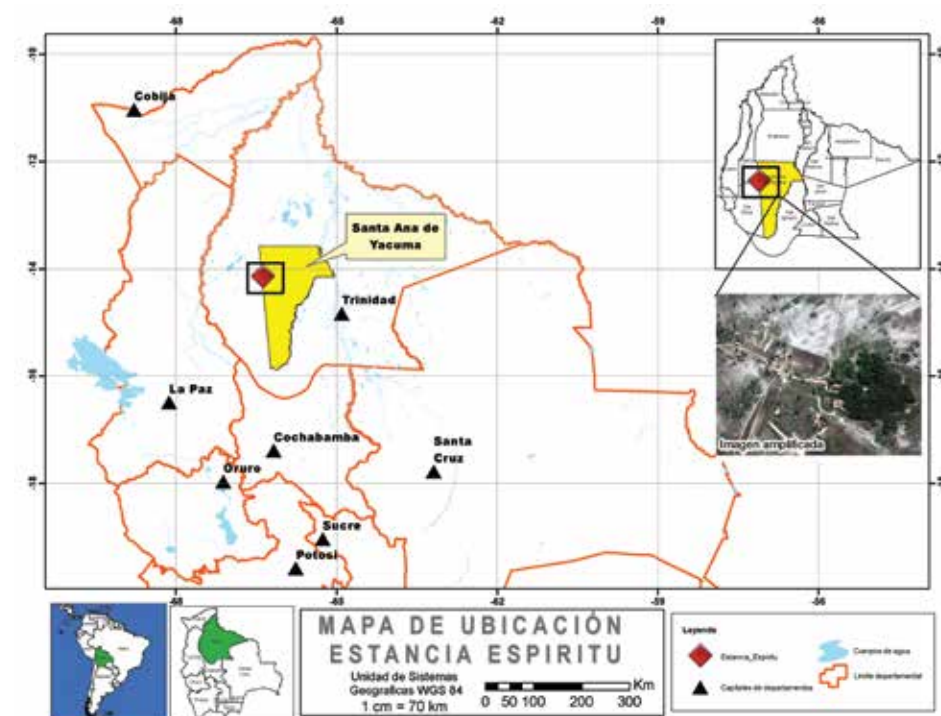 -68
-65
-62
-59
-56
-12
-14
-16
-18
Cobija
Santa Ana de
Yacuma
Trinidad
La Paz
Cochabamba
Santa
Cruz
Oruro
Sucre
Potosi
Imagen amplificada
MAPA DE UBICACIÓN
ESTANCIA ESPIRITU
Unidad de Sistemas
Geograficas WGS 84
1 cm = 70 km
0 50 100 200 300 Km
Leyenda
Estancia_Espiritu
Capitales de departamentos
Cuerpos de agua
Limite departamental